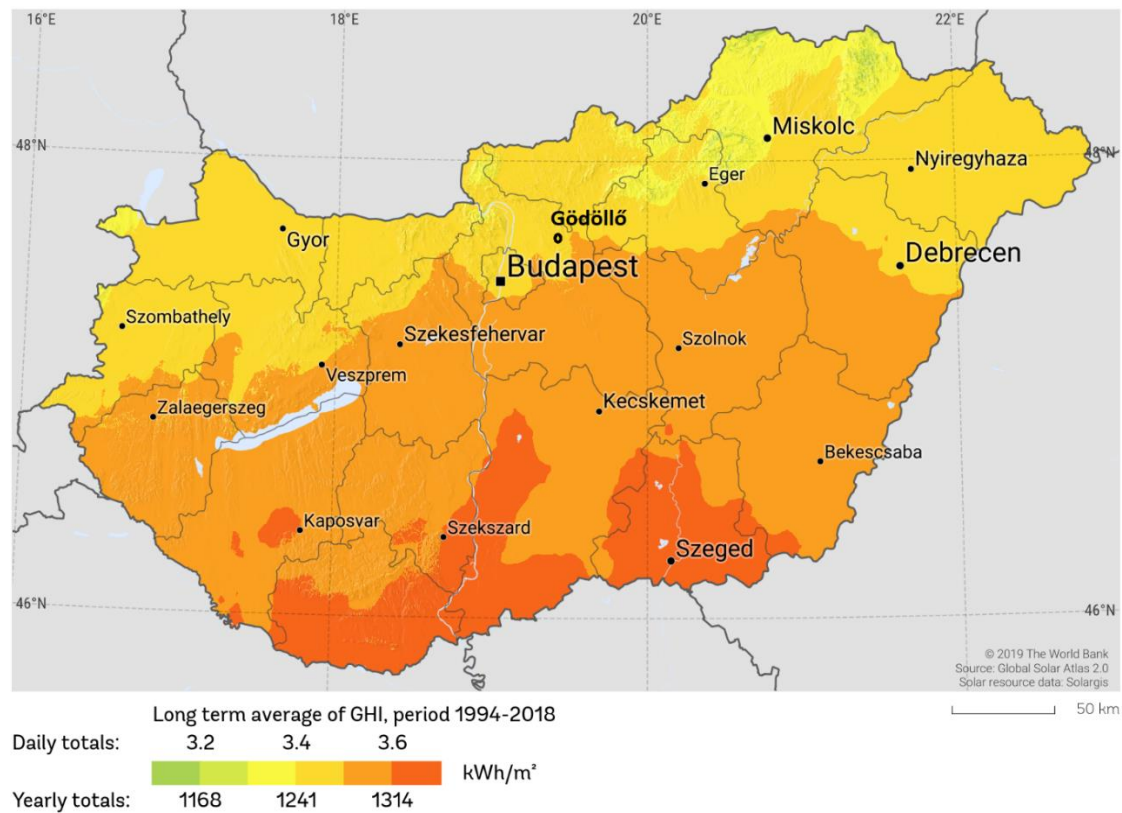 16°E 18°E 20°E 22°E
48°N 48°N
Miskolc
Nyiregyhaza
Eger
Gödöllő
Gyor
Debrecen
Budapest
Szombathely
Szekesfehervar
Szolnok
Veszprem
Zalaegerszeg
Kecskemet
Bekescsaba
Kaposvar
Szekszard
Szeged
46°N 46°N
© 2019 The World Bank
Source: Global Solar Atlas 2.0
Solar resource data: Solargis
50 km
Long term average of GHI, period 1994-2018
Daily totals: 3.2 3.4 3.6
kWh/m²
Yearly totals: 1168 1241 1314